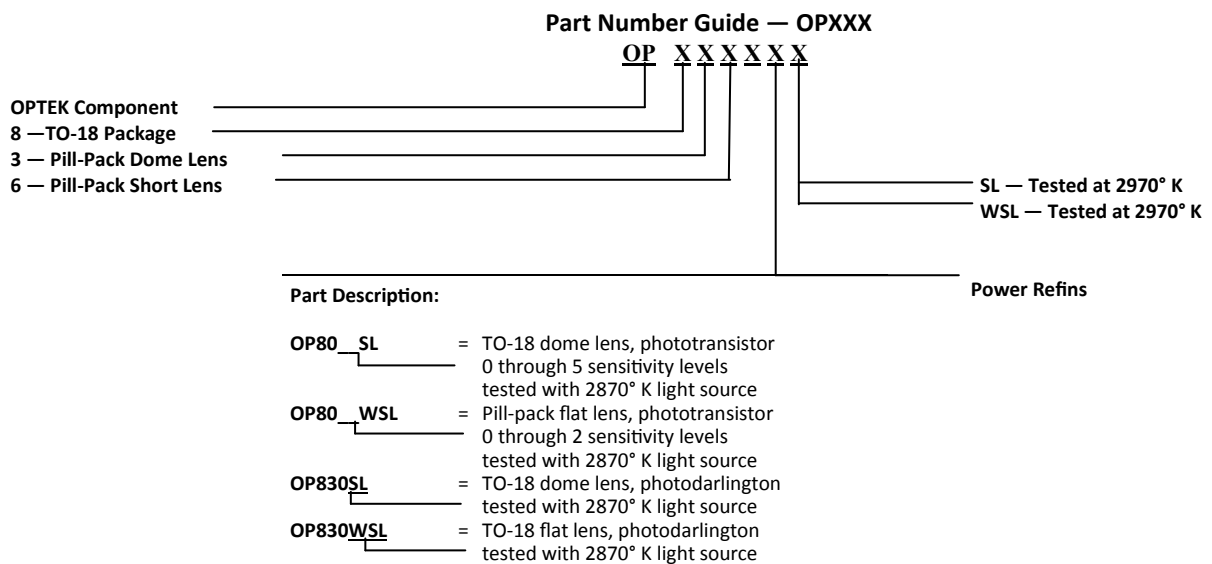 Part Number Guide — OPXXX
OP X X X X X X
OPTEK Component
8 —TO-18 Package
3 — Pill-Pack Dome Lens
6 — Pill-Pack Short Lens
SL — Tested at 2970° K
WSL — Tested at 2970° K
Power Refins
Part Description:
OP80__SL = TO-18 dome lens, phototransistor
0 through 5 sensitivity levels
tested with 2870° K light source
OP80__WSL = Pill-pack flat lens, phototransistor
0 through 2 sensitivity levels
tested with 2870° K light source
OP830SL = TO-18 dome lens, photodarlington
tested with 2870° K light source
OP830WSL = TO-18 flat lens, photodarlington
tested with 2870° K light source